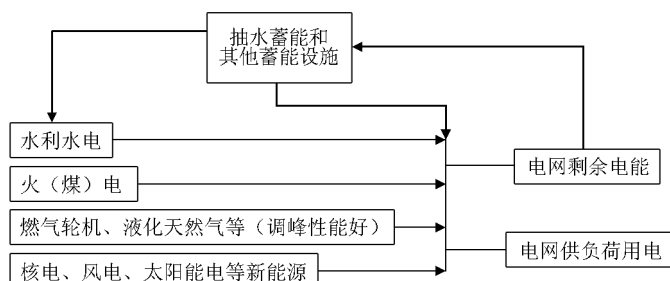 抽水蓄能和
其他蓄能设施
水利水电
电网剩余电能
火（煤）电
燃气轮机、液化天然气等（调峰性能好）
电网供负荷用电
核电、风电、太阳能电等新能源